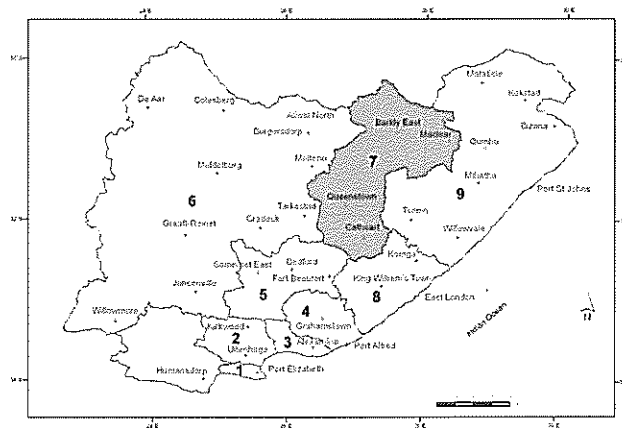 Matatiele
De Aar
Colesberg
Kokstad
Aliwal North
Barkly East
Bizana
Burgersdorp
Maclear
Qumbu
Molteno
7
Middelburg
Mthatha
9
Port St Johns
6
Queenstown
Tarkastad
Graaff-Reinet
Cradock
Cathcart
Tsomo
Willowvale
Komga
Somerset East
Bedford
Fort Beaufort
King William's Town
Jansenville
5
8
East London
4
Willowmore
Grahamstown
Indian Ocean
Kirkwood
2
3
Alexandria
Port Alfred
Uitenhage
1
Port Elizabeth
Humansdorp
N